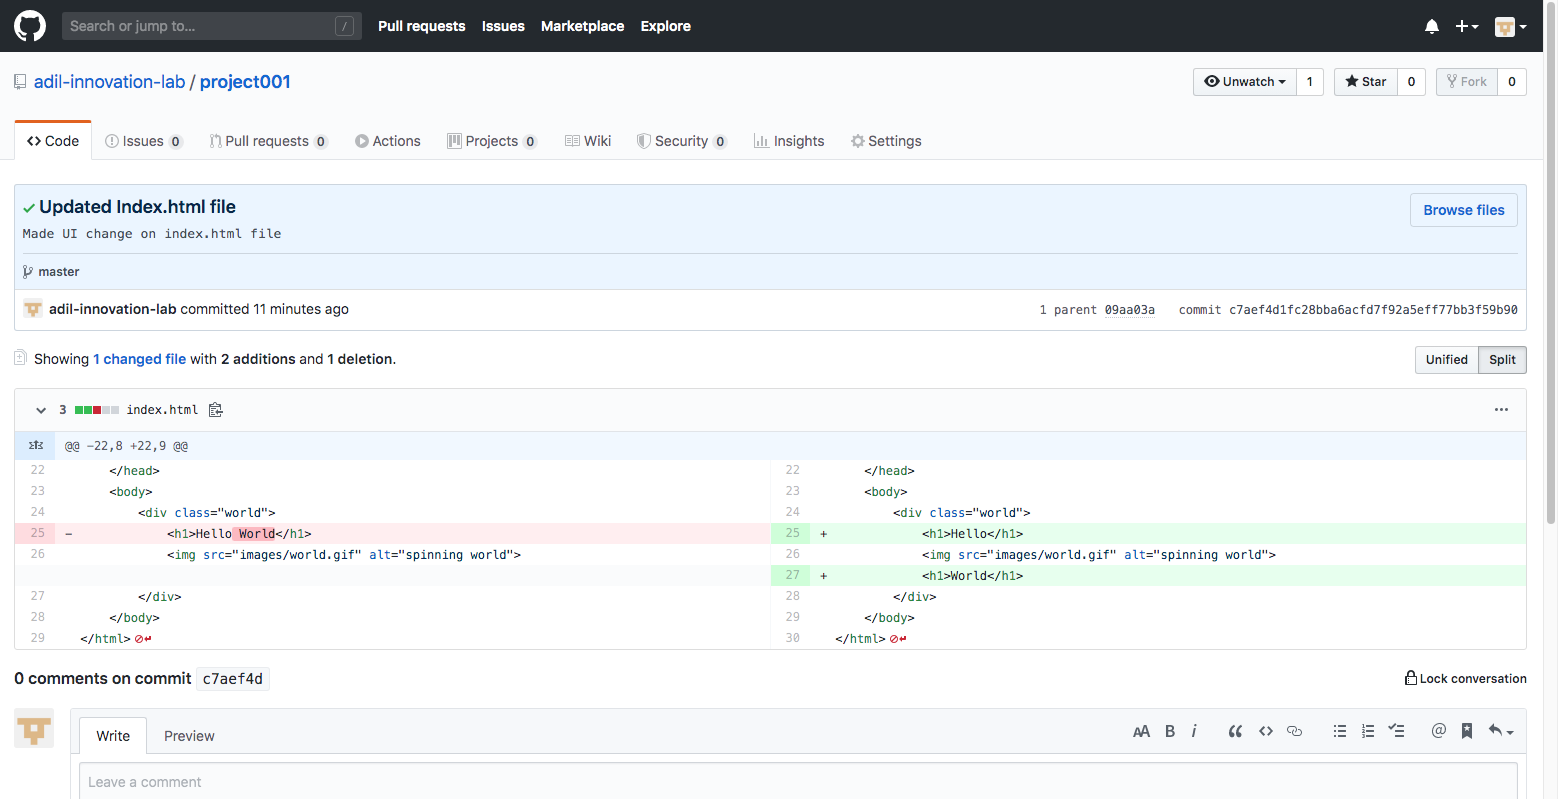 Search or jump to... / Pull requests Issues Marketplace Explore
adil-innovation-lab / project001 Unwatch 1 Star 0 Fork 0
Code Issues 0 Pull requests 0 Actions Projects 0 Wiki Security 0 Insights Settings
Updated Index.html file Browse files
Made UI change on index.html file
master
adil-innovation-lab committed 11 minutes ago 1 parent 09aa03a commit c7aef4d1fc28bba6acfd7f92a5eff77bb3f59b90
Showing 1 changed file with 2 additions and 1 deletion. Unified Split
3 index.html ...
@@ -22,8 +22,9 @@
22 </head> 22 </head>
23 <body> 23 <body>
24 <div class="world"> 24 <div class="world">
25 - <h1>Hello World</h1> 25 + <h1>Hello</h1>
26 <img src="images/world.gif" alt="spinning world"> 26 <img src="images/world.gif" alt="spinning world">
27 + <h1>World</h1>
27 </div> 28 </div>
28 </body> 29 </body>
29 </html> 30 </html>
0 comments on commit c7aef4d Lock conversation
Write Preview AA B i “ <> @
Leave a comment